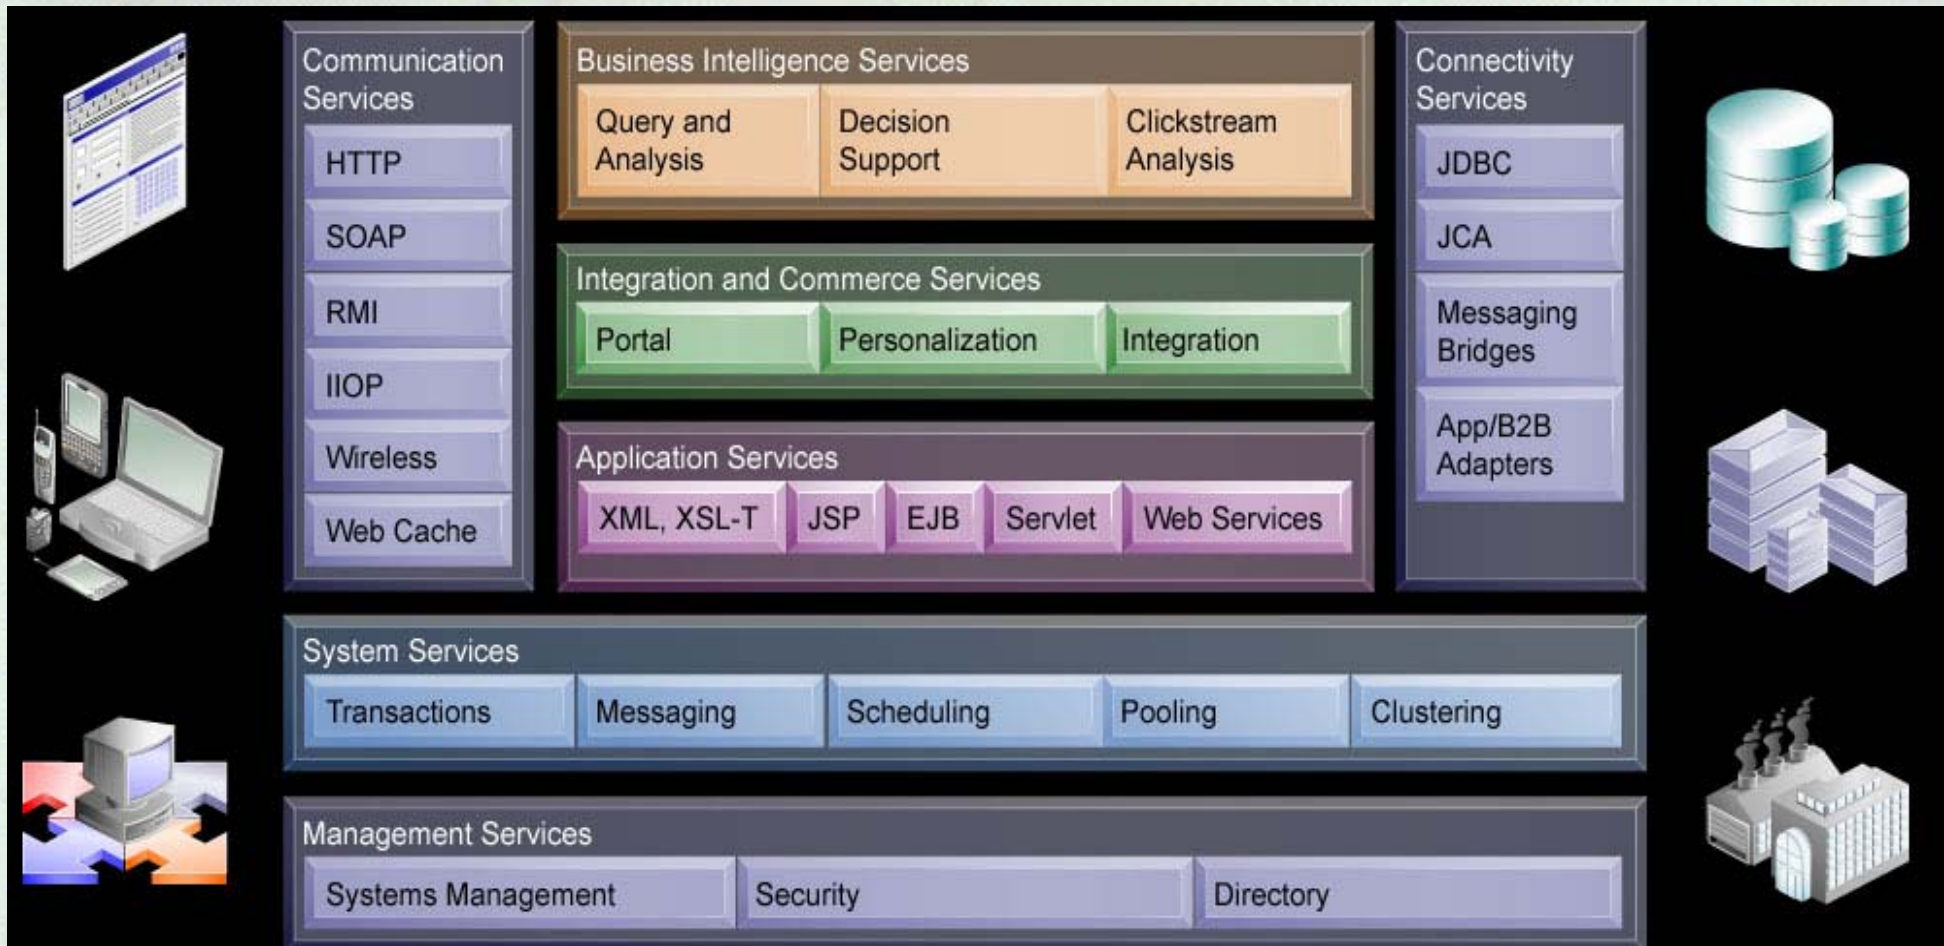 Communication
Services
HTTP
SOAP
RMI
IIOP
Wireless
Web Cache
Business Intelligence Services
Query and
Analysis
Decision
Support
Clickstream
Analysis
Integration and Commerce Services
Portal
Personalization
Integration
Application Services
XML, XSL-T
JSP
EJB
Servlet
Web Services
Connectivity
Services
JDBC
JCA
Messaging
Bridges
App/B2B
Adapters
System Services
Transactions
Messaging
Scheduling
Pooling
Clustering
Management Services
Systems Management
Security
Directory